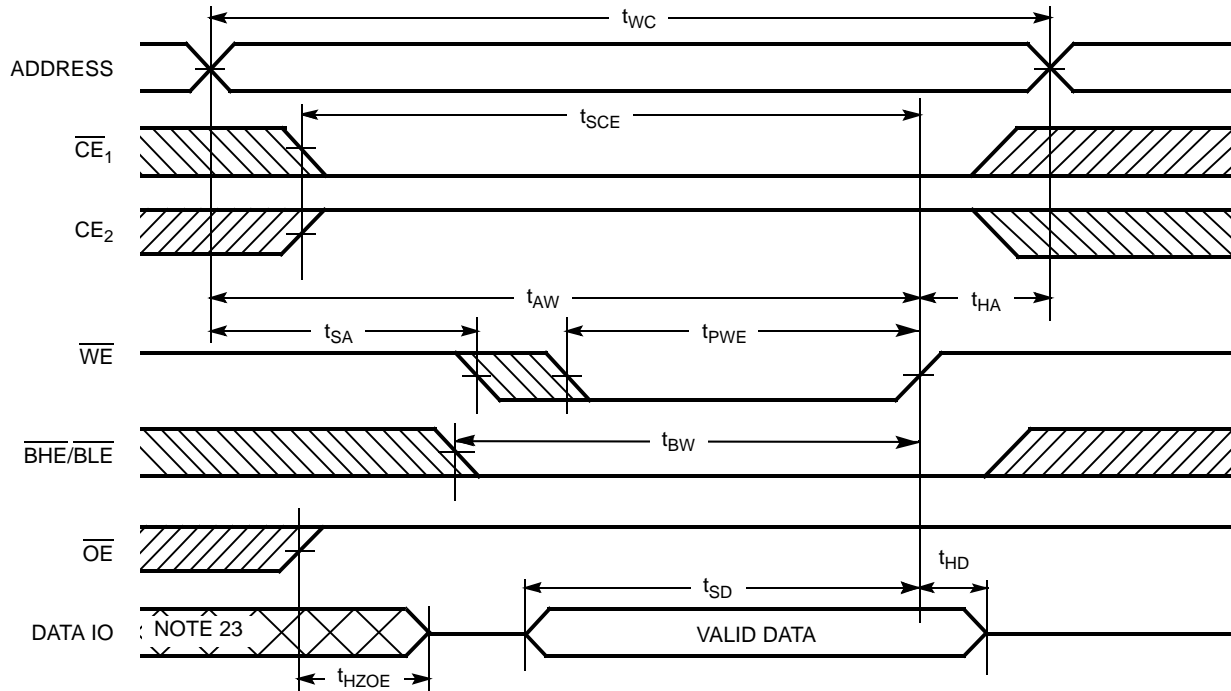 tWC
ADDRESS
tSCE
CE1
CE2
tAW
tHA
tSA
tPWE
WE
BHE/BLE
tBW
OE
tHD
tSD
DATA IO
NOTE 23
VALID DATA
tHZOE